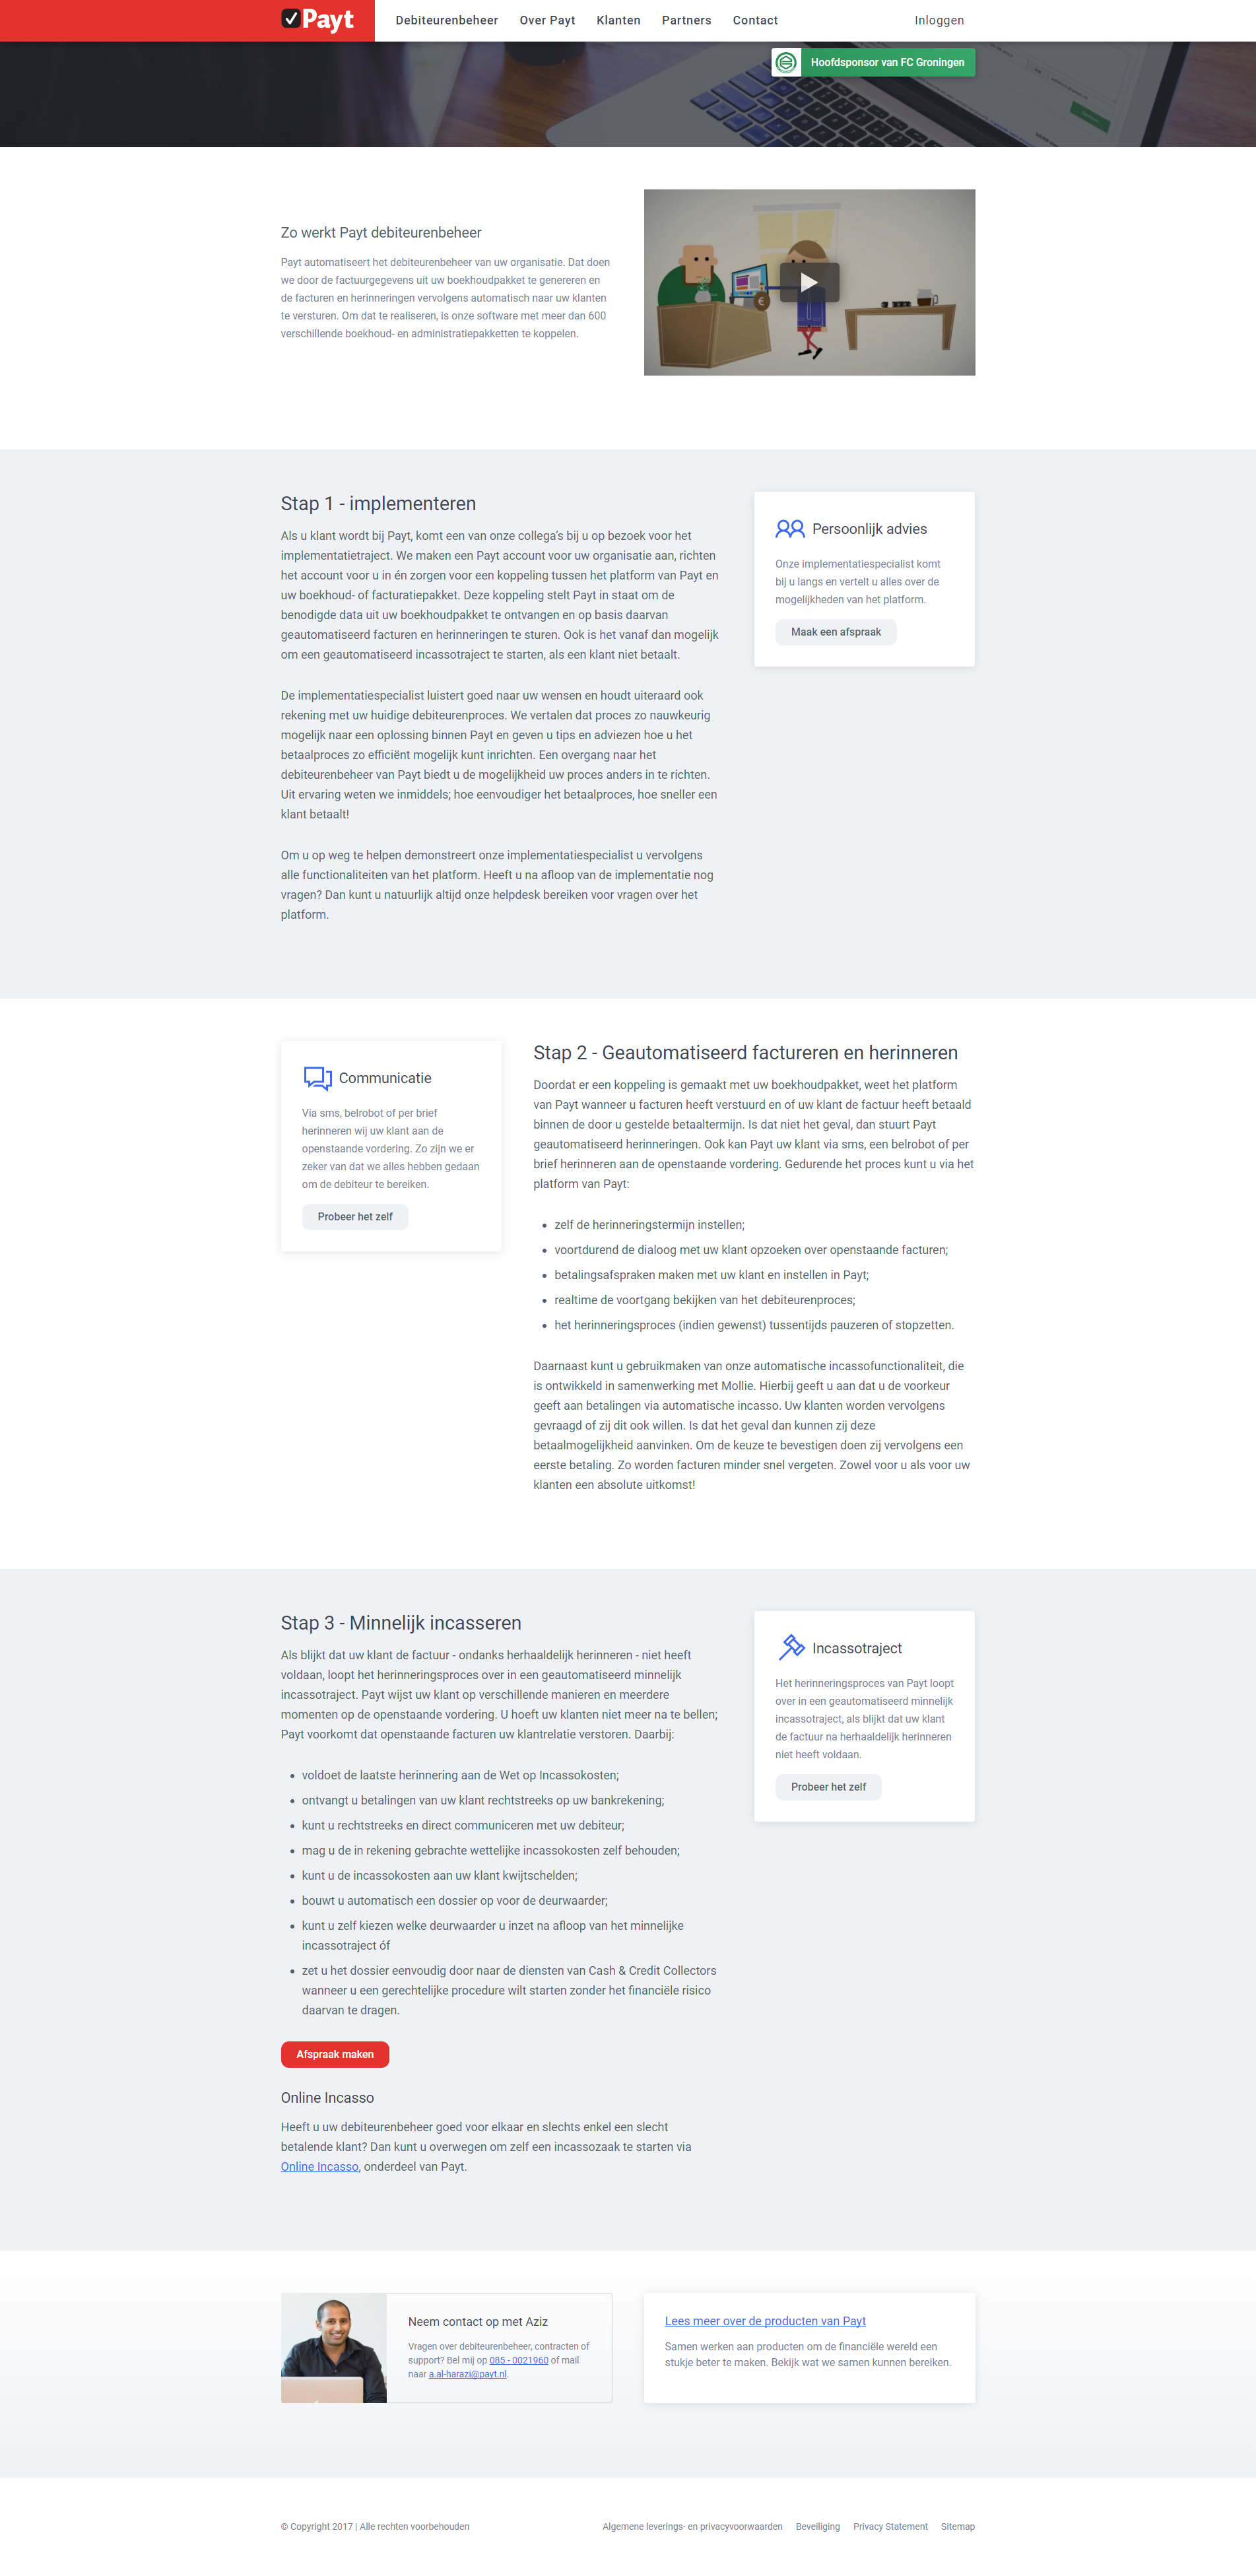 Payt
Debiteurenbeheer Over Payt Klanten Partners Contact Inloggen
Hoofdsponsor van FC Groningen
Zo werkt Payt debiteurenbeheer
Payt automatiseert het debiteurenbeheer van uw organisatie. Dat doen
we door de factuurgegevens uit uw boekhoudpakket te genereren en
de facturen en herinneringen vervolgens automatisch naar uw klanten
te versturen. Om dat te realiseren, is onze software met meer dan 600
verschillende boekhoud- en administratiepakketten te koppelen.
Stap 1 - implementeren
Als u klant wordt bij Payt, komt een van onze collega's bij u op bezoek voor het
implementatietraject. We maken een Payt account voor uw organisatie aan, richten
het account voor u in én zorgen voor een koppeling tussen het platform van Payt en
uw boekhoud- of facturatiepakket. Deze koppeling stelt Payt in staat om de
benodigde data uit uw boekhoudpakket te ontvangen en op basis daarvan
geautomatiseerd facturen en herinneringen te sturen. Ook is het vanaf dan mogelijk
om een geautomatiseerd incassotraject te starten, als een klant niet betaalt.
De implementatiespecialist luistert goed naar uw wensen en houdt uiteraard ook
rekening met uw huidige debiteurenproces. We vertalen dat proces zo nauwkeurig
mogelijk naar een oplossing binnen Payt en geven u tips en adviezen hoe u het
betaalproces zo efficiënt mogelijk kunt inrichten. Een overgang naar het
debiteurenbeheer van Payt biedt u de mogelijkheid uw proces anders in te richten.
Uit ervaring weten we inmiddels; hoe eenvoudiger het betaalproces, hoe sneller een
klant betaalt!
Om u op weg te helpen demonstreert onze implementatiespecialist u vervolgens
alle functionaliteiten van het platform. Heeft u na afloop van de implementatie nog
vragen? Dan kunt u natuurlijk altijd onze helpdesk bereiken voor vragen over het
platform.
Persoonlijk advies
Onze implementatiespecialist komt
bij u langs en vertelt u alles over de
mogelijkheden van het platform.
Maak een afspraak
Communicatie
Via sms, belrobot of per brief
herinneren wij uw klant aan de
openstaande vordering. Zo zijn we er
zeker van dat we alles hebben gedaan
om de debiteur te bereiken.
Probeer het zelf
Stap 2 - Geautomatiseerd factureren en herinneren
Doordat er een koppeling is gemaakt met uw boekhoudpakket, weet het platform
van Payt wanneer u facturen heeft verstuurd en of uw klant de factuur heeft betaald
binnen de door u gestelde betaaltermijn. Is dat niet het geval, dan stuurt Payt
geautomatiseerd herinneringen. Ook kan Payt uw klant via sms, een belrobot of per
brief herinneren aan de openstaande vordering. Gedurende het proces kunt u via het
platform van Payt:
• zelf de herinneringstermijn instellen;
• voortdurend de dialoog met uw klant opzoeken over openstaande facturen;
• betalingsafspraken maken met uw klant en instellen in Payt;
• realtime de voortgang bekijken van het debiteurenproces;
• het herinneringsproces (indien gewenst) tussentijds pauzeren of stopzetten.
Daarnaast kunt u gebruikmaken van onze automatische incassofunctionaliteit, die
is ontwikkeld in samenwerking met Mollie. Hierbij geeft u aan dat u de voorkeur
geeft aan betalingen via automatische incasso. Uw klanten worden vervolgens
gevraagd of zij dit ook willen. Is dat het geval dan kunnen zij deze
betaalmogelijkheid aanvinken. Om de keuze te bevestigen doen zij vervolgens een
eerste betaling. Zo worden facturen minder snel vergeten. Zowel voor u als voor uw
klanten een absolute uitkomst!
Stap 3 - Minnelijk incasseren
Als blijkt dat uw klant de factuur - ondanks herhaaldelijk herinneren - niet heeft
voldaan, loopt het herinneringsproces over in een geautomatiseerd minnelijk
incassotraject. Payt wijst uw klant op verschillende manieren en meerdere
momenten op de openstaande vordering. U hoeft uw klanten niet meer na te bellen;
Payt voorkomt dat openstaande facturen uw klantrelatie verstoren. Daarbij:
• voldoet de laatste herinnering aan de Wet op Incassokosten;
• ontvangt u betalingen van uw klant rechtstreeks op uw bankrekening;
• kunt u rechtstreeks en direct communiceren met uw debiteur;
• mag u de in rekening gebrachte wettelijke incassokosten zelf behouden;
• kunt u de incassokosten aan uw klant kwijtschelden;
• bouwt u automatisch een dossier op voor de deurwaarder;
• kunt u zelf kiezen welke deurwaarder u inzet na afloop van het minnelijke
incassotraject óf
• zet u het dossier eenvoudig door naar de diensten van Cash & Credit Collectors
wanneer u een gerechtelijke procedure wilt starten zonder het financiële risico
daarvan te dragen.
Afspraak maken
Online Incasso
Heeft u uw debiteurenbeheer goed voor elkaar en slechts enkel een slecht
betalende klant? Dan kunt u overwegen om zelf een incassozaak te starten via
Online Incasso, onderdeel van Payt.
Incassotraject
Het herinneringsproces van Payt loopt
over in een geautomatiseerd minnelijk
incassotraject, als blijkt dat uw klant
de factuur na herhaaldelijk herinneren
niet heeft voldaan.
Probeer het zelf
Neem contact op met Aziz
Vragen over debiteurenbeheer, contracten of
support? Bel mij op 085 - 0021960 of mail
naar a.al-harazi@payt.nl.
Lees meer over de producten van Payt
Samen werken aan producten om de financiële wereld een
stukje beter te maken. Bekijk wat we samen kunnen bereiken.
© Copyright 2017 | Alle rechten voorbehouden
Algemene leverings- en privacyvoorwaarden Beveiliging Privacy Statement Sitemap